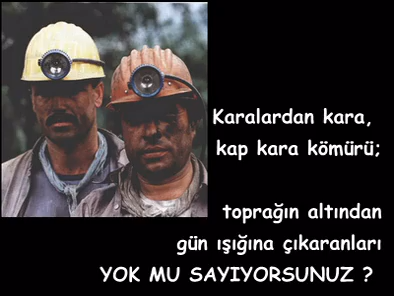 Karalardan kara,
kap kara kömürü;
toprağın altından
gün ışığına çıkaranları
YOK MU SAYIYORSUNUZ ?